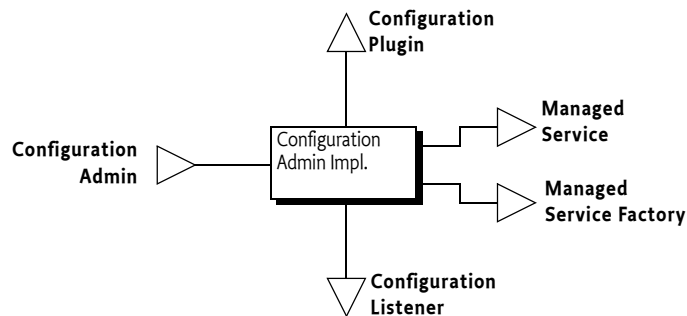 Configuration
Plugin
Managed
Service
Configuration
Admin Impl.
Configuration
Admin
Managed
Service Factory
Configuration
Listener